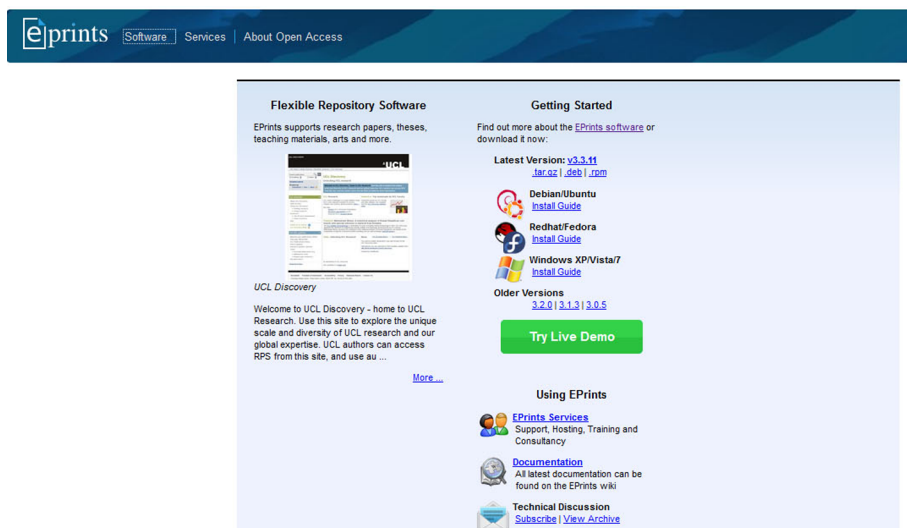 eprints Software Services About Open Access
Flexible Repository Software
EPrints supports research papers, theses,
teaching materials, arts and more.
UCL
UCL Discovery
Welcome to UCL Discovery - home to UCL
Research. Use this site to explore the unique
scale and diversity of UCL research and our
global expertise. UCL authors can access
RPS from this site, and use au ...
More ...
Getting Started
Find out more about the EPrints software or
download it now:
Latest Version: v3.3.11
.tar.gz | .deb | .rpm
Debian/Ubuntu
Install Guide
Redhat/Fedora
Install Guide
Windows XP/Vista/7
Install Guide
Older Versions
3.2.0 | 3.1.3 | 3.0.5
Try Live Demo
Using EPrints
EPrints Services
Support, Hosting, Training and
Consultancy
Documentation
All latest documentation can be
found on the EPrints wiki
Technical Discussion
Subscribe | View Archive